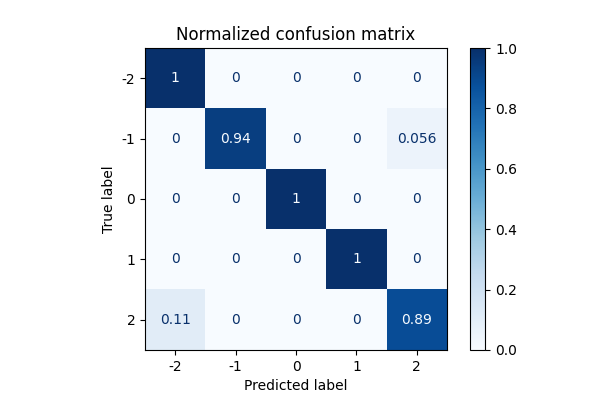 Normalized confusion matrix
True label
-2 1 0 0 0 0
-1 0 0.94 0 0 0.056
0 0 0 1 0 0
1 0 0 0 1 0
2 0.11 0 0 0 0.89
-2 -1 0 1 2
Predicted label
1.0
0.8
0.6
0.4
0.2
0.0